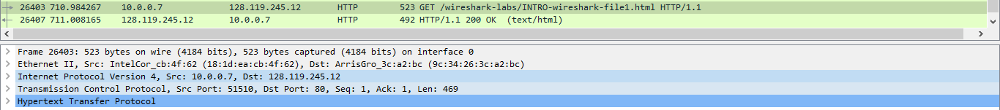 26403 710.984267 10.0.0.7 128.119.245.12 HTTP 523 GET /wireshark-labs/INTRO-wireshark-file1.html HTTP/1.1
26407 711.008165 128.119.245.12 10.0.0.7 HTTP 492 HTTP/1.1 200 OK (text/html)
Frame 26403: 523 bytes on wire (4184 bits), 523 bytes captured (4184 bits) on interface 0
Ethernet II, Src: IntelCor_cb:4f:62 (18:1d:ea:cb:4f:62), Dst: ArrisGro_3c:a2:bc (9c:34:26:3c:a2:bc)
Internet Protocol Version 4, Src: 10.0.0.7, Dst: 128.119.245.12
Transmission Control Protocol, Src Port: 51510, Dst Port: 80, Seq: 1, Ack: 1, Len: 469
Hypertext Transfer Protocol